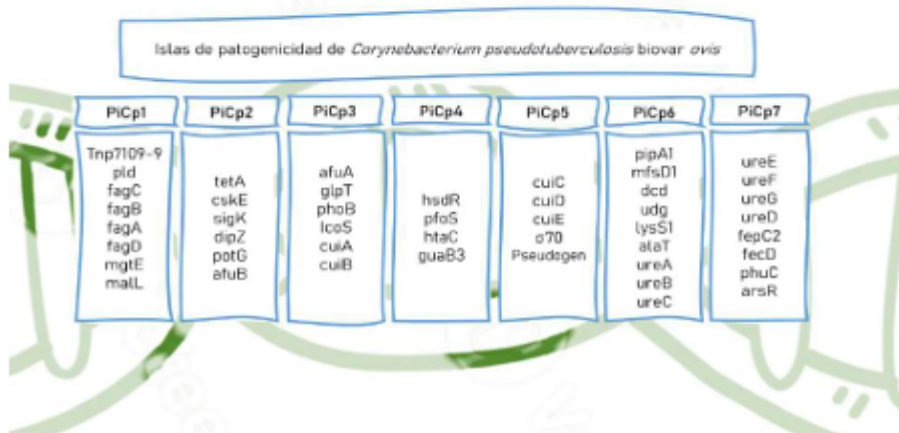 Islas de patogenicidad de Corynebacterium pseudotuberculosis biovar ovis
PiCp1
PiCp2
PiCp3
PiCp4
PiCp5
PiCp6
PiCp7
Tnp7109-9
pld
fagC
fagB
fagA
fagD
mgtE
malL
tetA
cskE
sigK
dipZ
potG
afuB
afuA
glpT
phoB
lcoS
cuiA
cuiB
hsdR
pfoS
htaC
guaB3
cuiC
cuiD
cuiE
σ70
Pseudogen
pipA1
mfsD1
dcd
udg
lysS1
alaT
ureA
ureB
ureC
ureE
ureF
ureG
ureD
fepC2
fecD
phuC
arsR